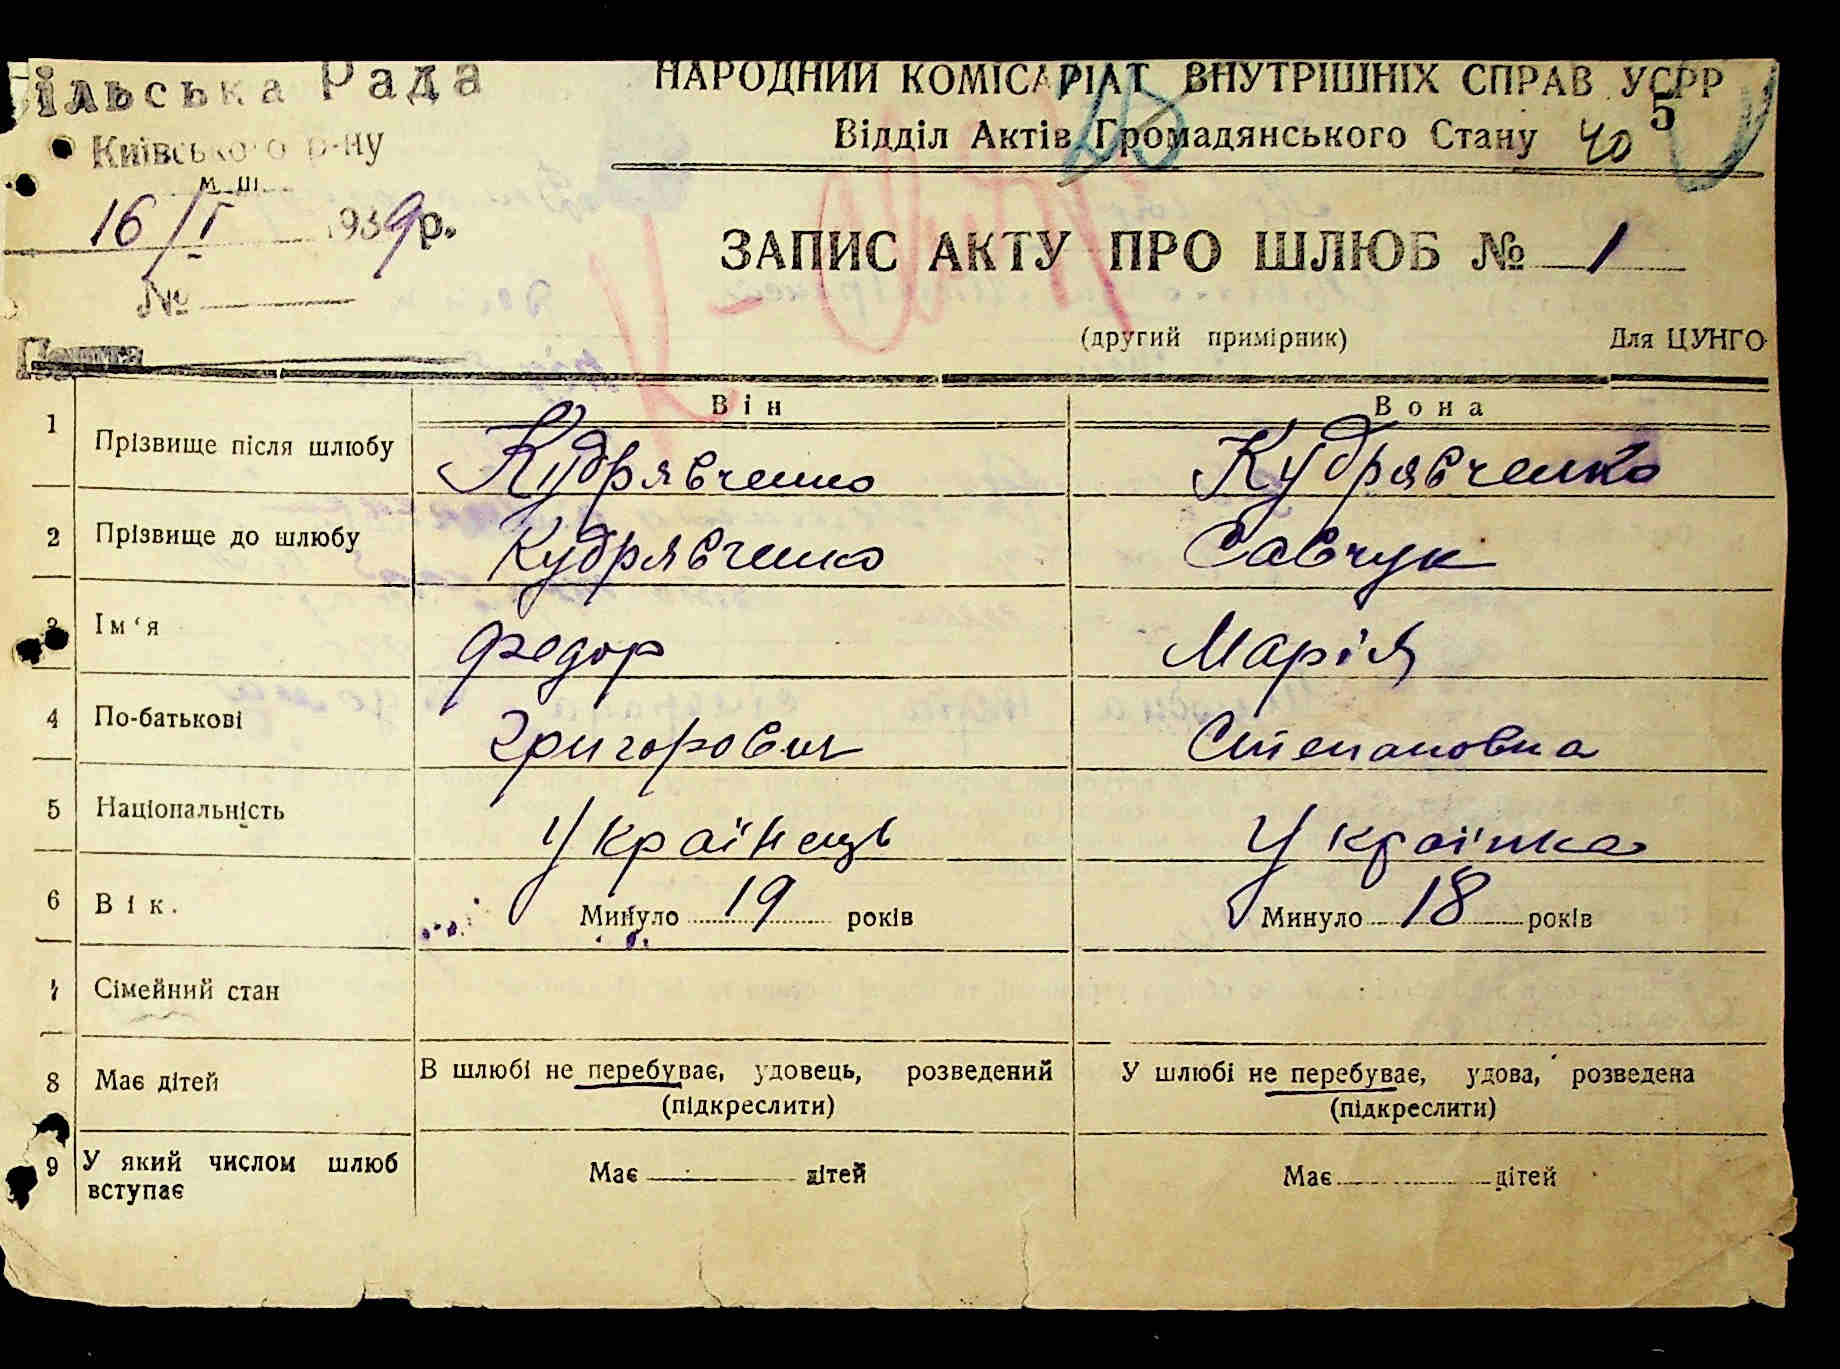 ільська Рада
Київського р-ну
м. ш.
16/I 1939р.
№
НАРОДНИЙ КОМІСАРІАТ ВНУТРІШНІХ СПРАВ УСРР
Відділ Актів Громадянського Стану 40 5
ЗАПИС АКТУ ПРО ШЛЮБ № 1
(другий примірник) Для ЦУНГО
Він Вона
1 Прізвище після шлюбу Кудрявченко Кудрявченко
2 Прізвище до шлюбу Кудрявченко Савчук
3 Ім'я Федор Марія
4 По-батькові Григорович Степановна
5 Національність Українець Українка
6 Вік. Минуло 19 років Минуло 18 років
7 Сімейний стан
8 Має дітей В шлюбі не перебуває, удовець, розведений У шлюбі не перебуває, удова, розведена
(підкреслити) (підкреслити)
9 У який числом шлюб вступає Має дітей Має дітей